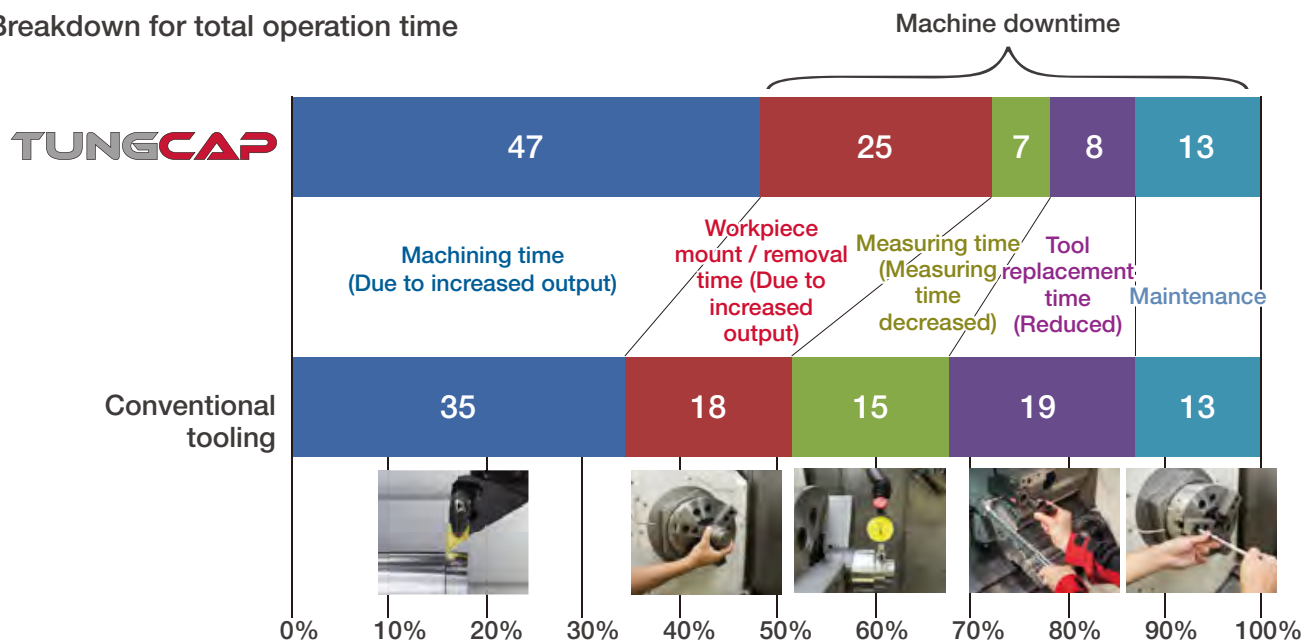 Breakdown for total operation time
Machine downtime
TUNGCAP
47
25
7
8
13
Machining time
(Due to increased output)
Workpiece
mount / removal
time (Due to
increased
output)
Measuring time
(Measuring
time
decreased)
Tool
replacement
time
(Reduced)
Maintenance
Conventional
tooling
35
18
15
19
13
0%
10%
20%
30%
40%
50%
60%
70%
80%
90%
100%